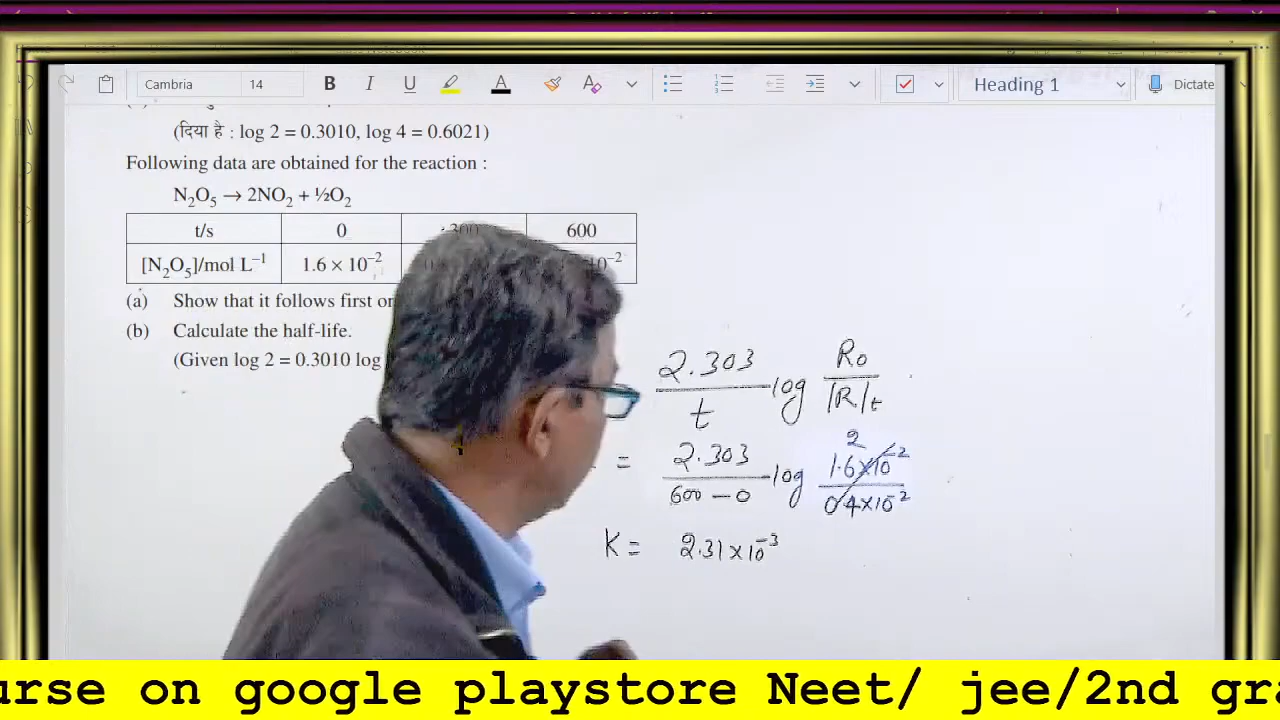 Cambria 14 B I U A A Heading 1 Dictate
(दिया है : log 2 = 0.3010, log 4 = 0.6021)
Following data are obtained for the reaction :
N₂O₅ → 2NO₂ + ½O₂
t/s 0 300 600
[N₂O₅]/mol L⁻¹ 1.6 × 10⁻²
(a) Show that it follows first
(b) Calculate the half-life.
(Given log 2 = 0.3010 log
2.303/t log R₀/|R|t
= 2.303/600 – 0 log 1.6×10⁻²/0.4×10⁻²
2
K = 2.31×10⁻³
on google playstore Neet/ jee/2nd